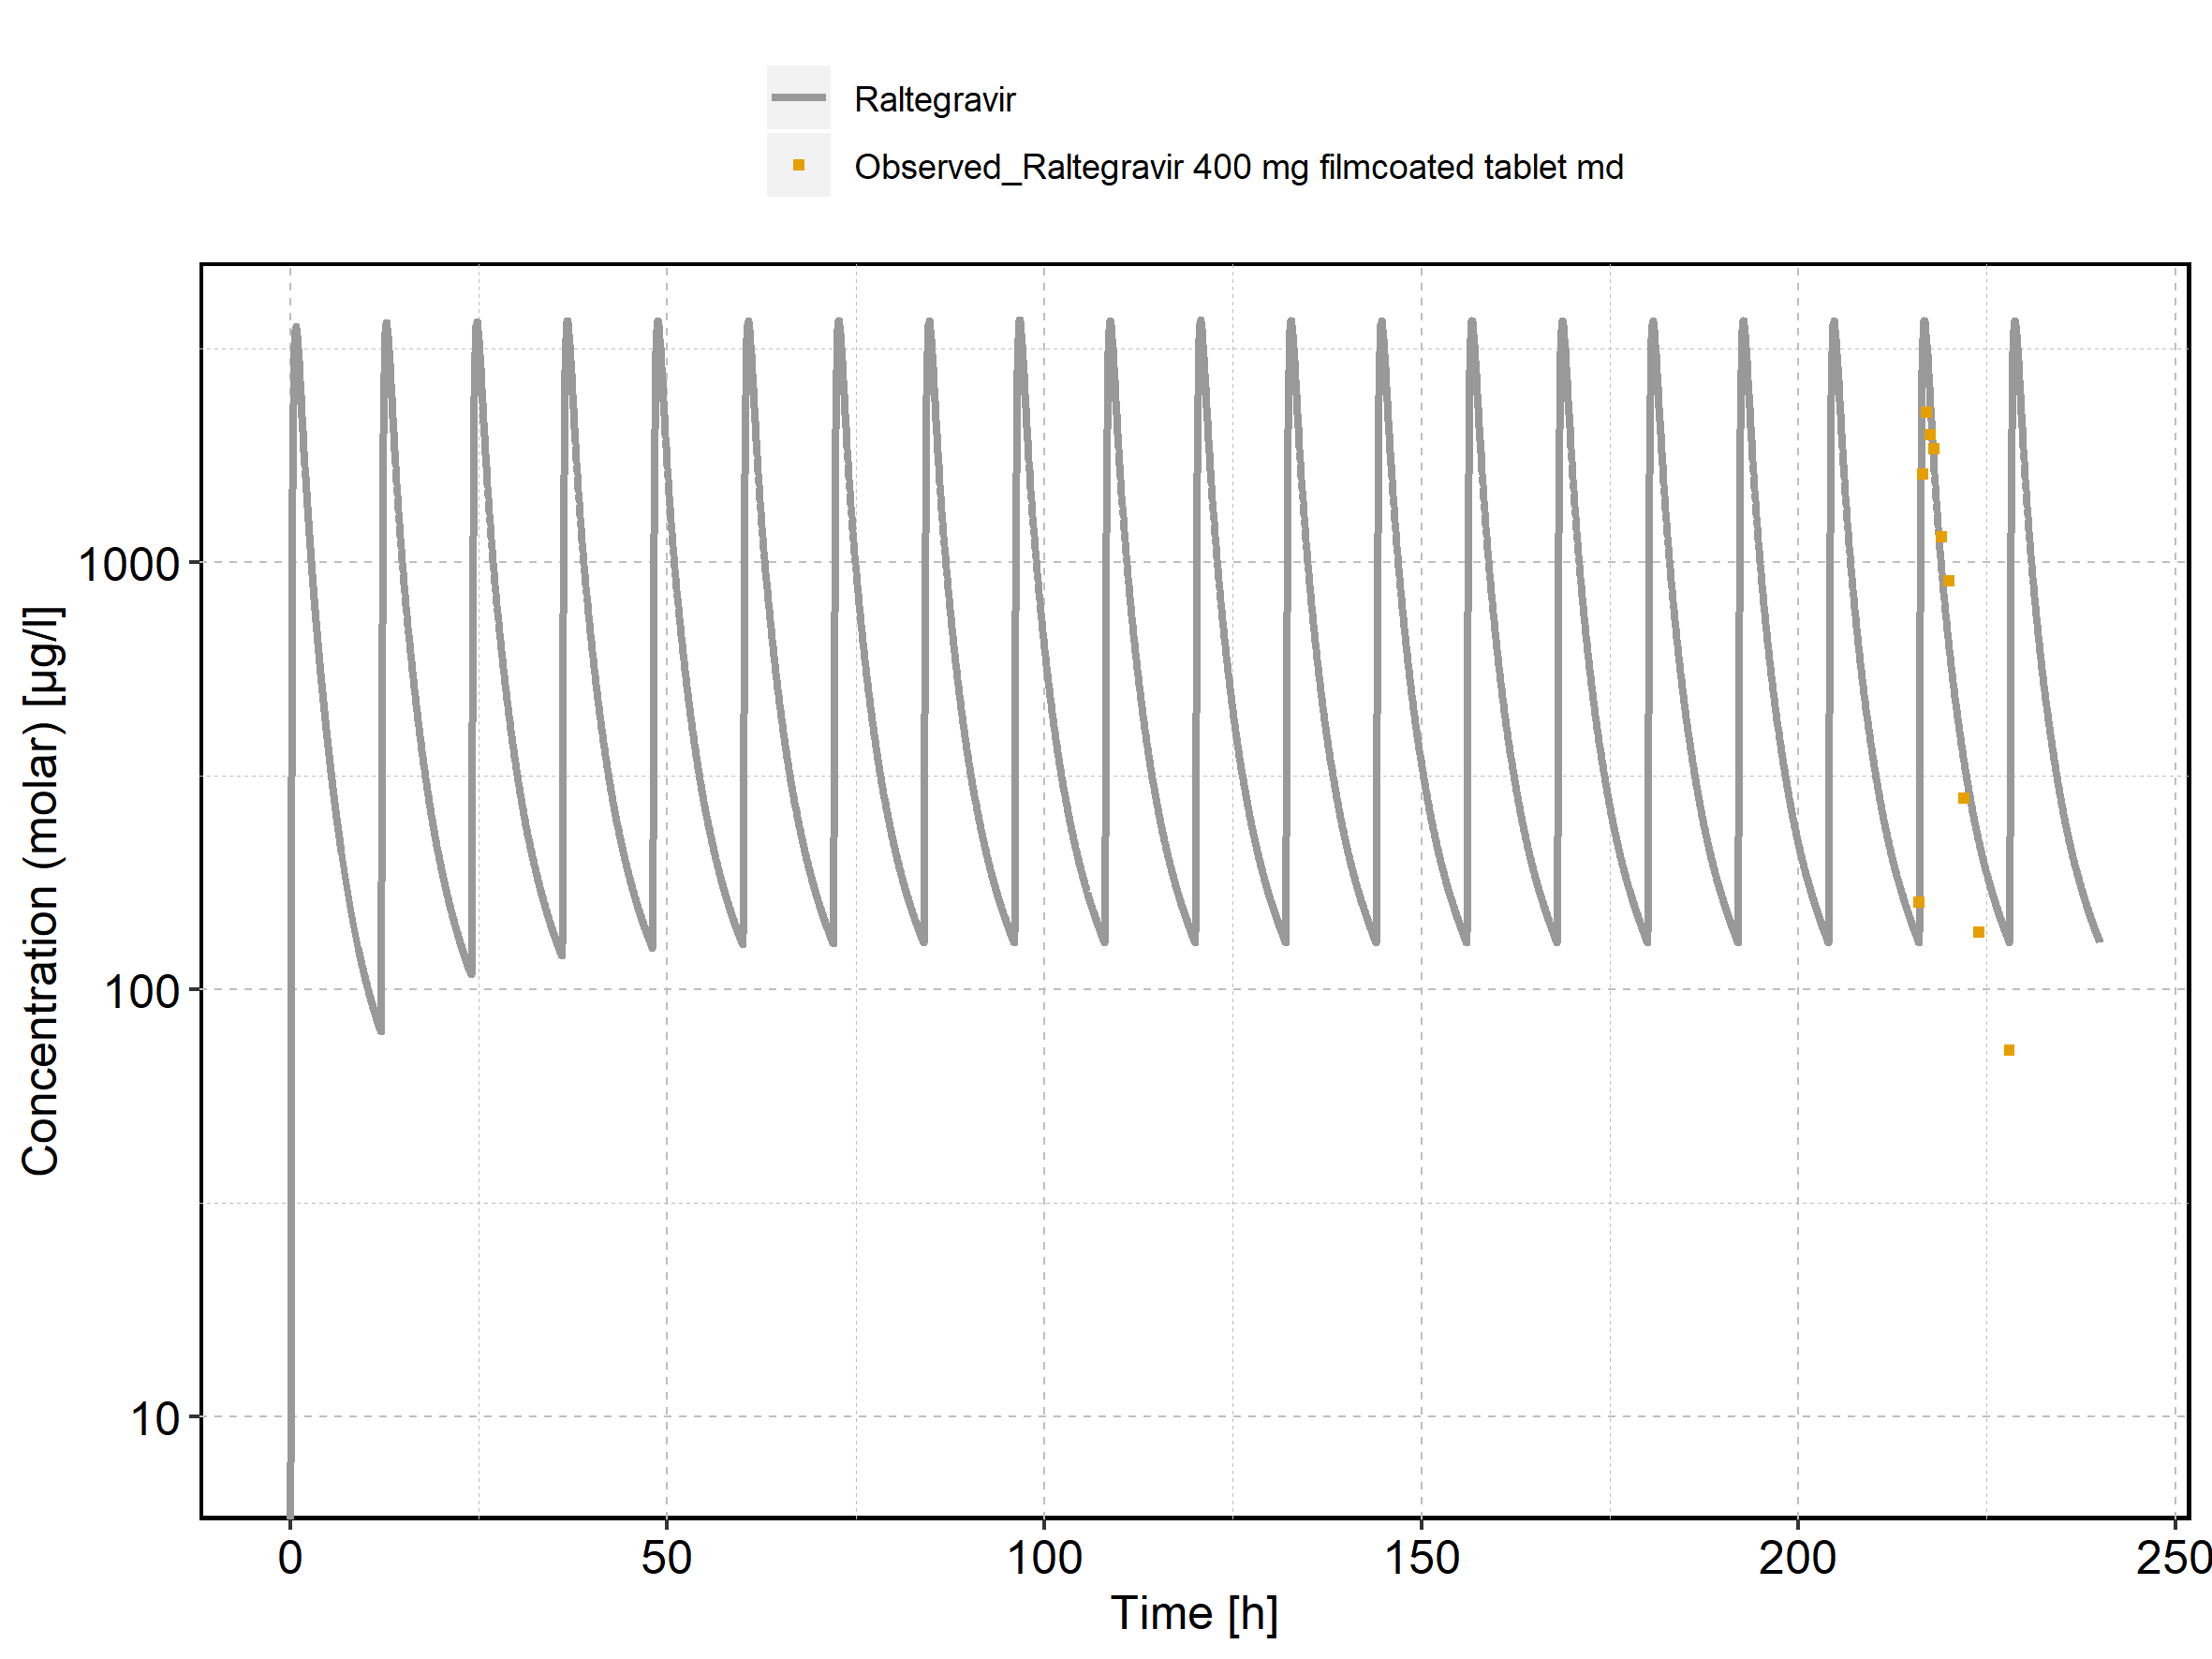 Raltegravir
Observed_Raltegravir 400 mg filmcoated tablet md
Concentration (molar) [µg/l]
1000
100
10
0 50 100 150 200 250
Time [h]